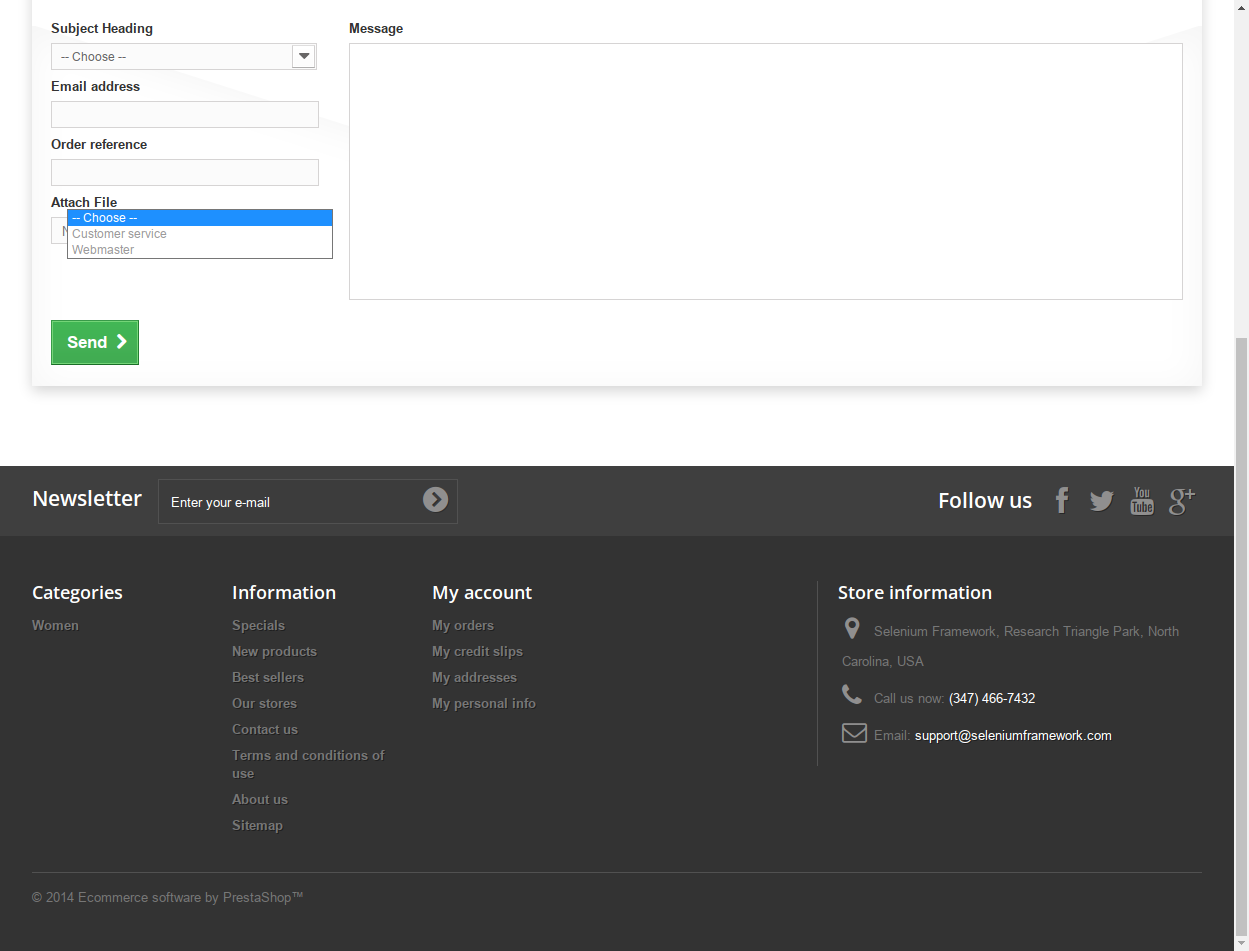 Subject Heading
-- Choose --
Email address
Order reference
Attach File
-- Choose --
Customer service
Webmaster
Message
Send
Newsletter
Enter your e-mail
Follow us
You
Tube
g+
Categories
Women
Information
Specials
New products
Best sellers
Our stores
Contact us
Terms and conditions of
use
About us
Sitemap
My account
My orders
My credit slips
My addresses
My personal info
Store information
Selenium Framework, Research Triangle Park, North
Carolina, USA
Call us now: (347) 466-7432
Email: support@seleniumframework.com
© 2014 Ecommerce software by PrestaShop™